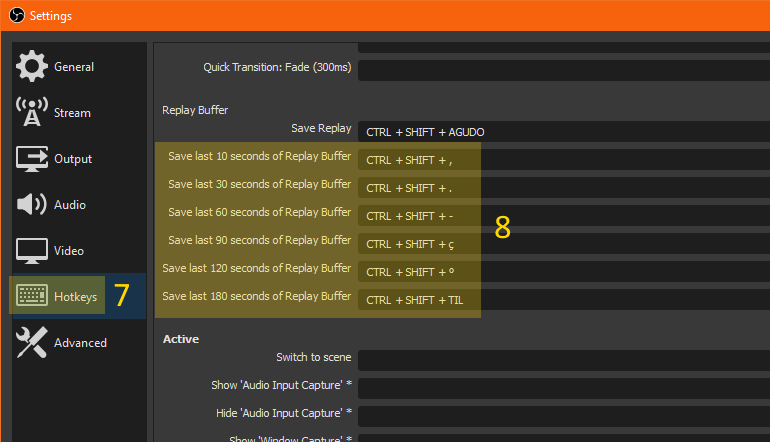 Settings
General
Stream
Output
Audio
Video
Hotkeys 7
Advanced
Quick Transition: Fade (300ms)
Replay Buffer
Save Replay CTRL + SHIFT + AGUDO
Save last 10 seconds of Replay Buffer CTRL + SHIFT + ,
Save last 30 seconds of Replay Buffer CTRL + SHIFT + .
Save last 60 seconds of Replay Buffer CTRL + SHIFT + -
Save last 90 seconds of Replay Buffer CTRL + SHIFT + ç
Save last 120 seconds of Replay Buffer CTRL + SHIFT + º
Save last 180 seconds of Replay Buffer CTRL + SHIFT + TIL
8
Active
Switch to scene
Show 'Audio Input Capture' *
Hide 'Audio Input Capture' *
Show 'Window Capture' *